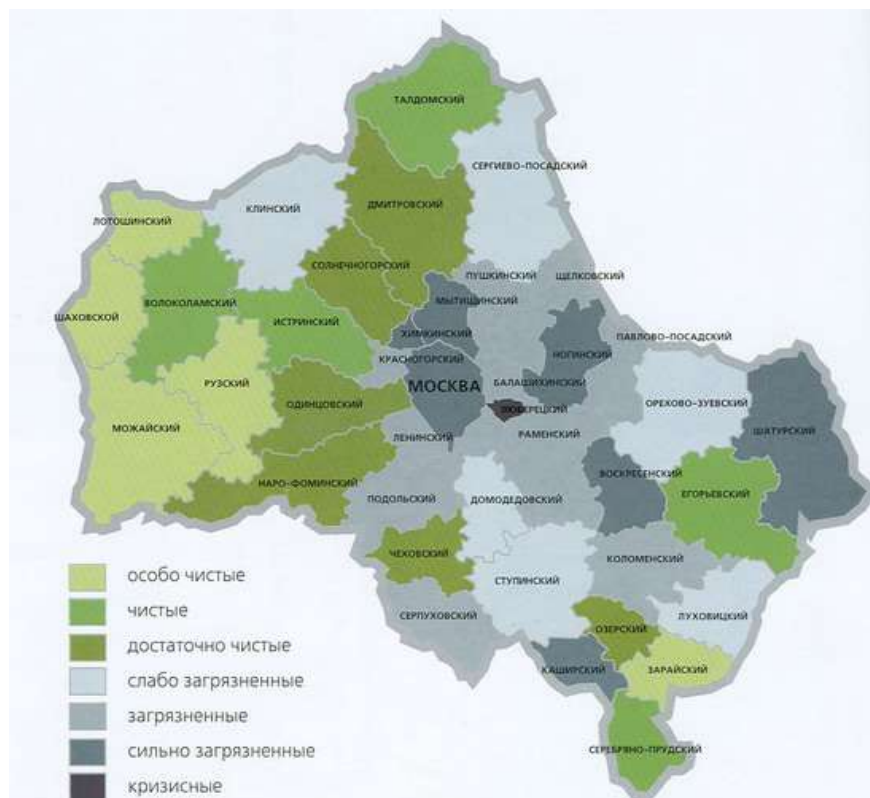 ТАЛДОМСКИЙ
СЕРГИЕВО-ПОСАДСКИЙ
КЛИНСКИЙ
ДМИТРОВСКИЙ
ЛОТОШИНСКИЙ
СОЛНЕЧНОГОРСКИЙ
ПУШКИНСКИЙ
ЩЕЛКОВСКИЙ
ВОЛОКОЛАМСКИЙ
МЫТИЩИНСКИЙ
ШАХОВСКОЙ
ИСТРИНСКИЙ
ХИМКИНСКИЙ
ПАВЛОВО-ПОСАДСКИЙ
КРАСНОГОРСКИЙ
НОГИНСКИЙ
РУЗСКИЙ
МОСКВА
БАЛАШИХИНСКИЙ
ОДИНЦОВСКИЙ
ЛЮБЕРЕЦКИЙ
ОРЕХОВО-ЗУЕВСКИЙ
МОЖАЙСКИЙ
ЛЕНИНСКИЙ
РАМЕНСКИЙ
ШАТУРСКИЙ
НАРО-ФОМИНСКИЙ
ВОСКРЕСЕНСКИЙ
ПОДОЛЬСКИЙ
ДОМОДЕДОВСКИЙ
ЕГОРЬЕВСКИЙ
ЧЕХОВСКИЙ
КОЛОМЕНСКИЙ
СТУПИНСКИЙ
СЕРПУХОВСКИЙ
ЛУХОВИЦКИЙ
ОЗЕРСКИЙ
КАШИРСКИЙ
ЗАРАЙСКИЙ
СЕРЕБРЯНО-ПРУДСКИЙ
особо чистые
чистые
достаточно чистые
слабо загрязненные
загрязненные
сильно загрязненные
кризисные